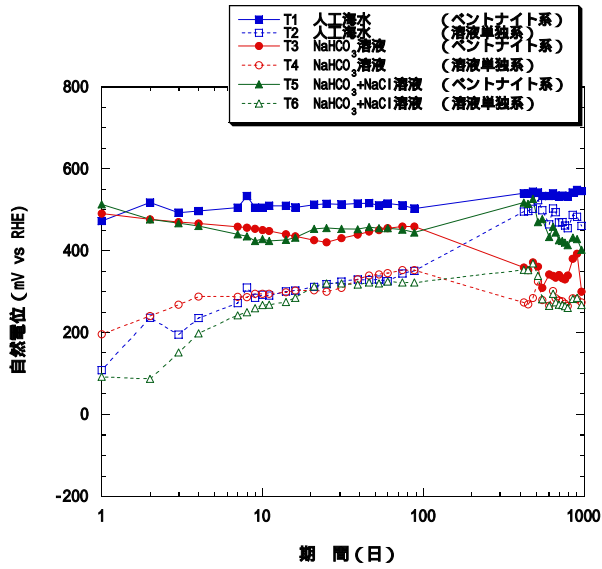 T1 人工海水 (ベントナイト系)
T2 人工海水 (溶液単独系)
T3 NaHCO3溶液 (ベントナイト系)
T4 NaHCO3溶液 (溶液単独系)
T5 NaHCO3+NaCl溶液 (ベントナイト系)
T6 NaHCO3+NaCl溶液 (溶液単独系)
800
600
400
200
0
-200
自然電位(mV vs RHE)
1
10
100
1000
期 間(日)